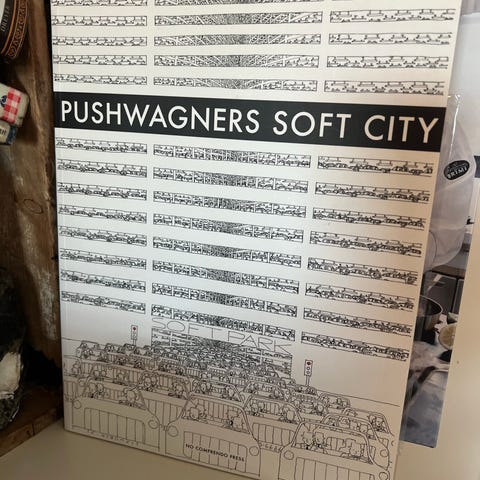 PUSHWAGNERS SOFT CITY
SOFT PARK
NO COMPRENDO PRESS